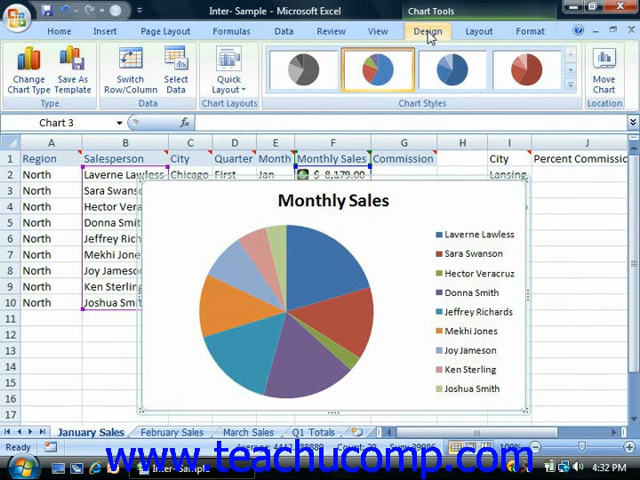 Inter- Sample - Microsoft Excel
Chart Tools
Home Insert Page Layout Formulas Data Review View Design Layout Format
Change Chart Type
Save As Template
Switch Row/Column
Select Data
Quick Layout
Move Chart
Type Data Chart Layouts Chart Styles Location
Chart 3 fx
A B C D E F G H I J
1 Region Salesperson City Quarter Month Monthly Sales Commission City Percent Commissio
2 North Laverne Lawless Chicago First Jan $ 8,179.00 Lansing
3 North Sara Swans
4 North Hector Vera
5 North Donna Smit
6 North Jeffrey Rich
7 North Mekhi Jone
8 North Joy Jameso
9 North Ken Sterling
10 North Joshua Smi
11
12
13
14
15
16
17
Monthly Sales
Laverne Lawless
Sara Swanson
Hector Veracruz
Donna Smith
Jeffrey Richards
Mekhi Jones
Joy Jameson
Ken Sterling
Joshua Smith
January Sales February Sales March Sales Q1 Totals
100%
www.teachucomp.com
Inter- Sample
4:32 PM